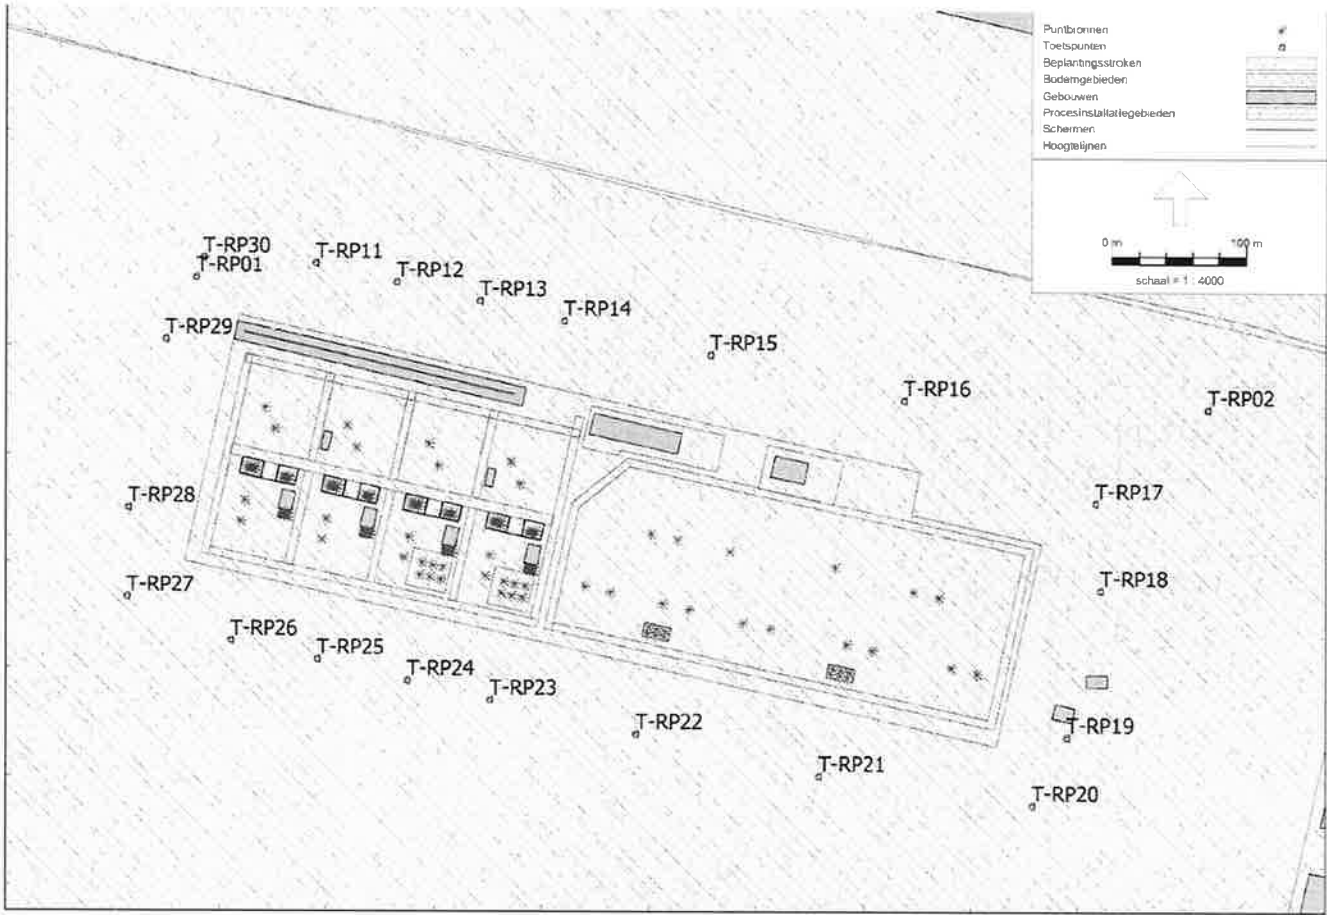 Puntbronnen
Toetspunten
Beplantingsstroken
Bodemgebieden
Gebouwen
Procesinstallatiegebieden
Schermen
Hoogtelijnen
0 m 100 m
schaal = 1 : 4000
T-RP30
T-RP01
T-RP11
T-RP12
T-RP13
T-RP14
T-RP29
T-RP15
T-RP16
T-RP02
T-RP28
T-RP17
T-RP27
T-RP18
T-RP26
T-RP25
T-RP24
T-RP23
T-RP22
T-RP19
T-RP21
T-RP20